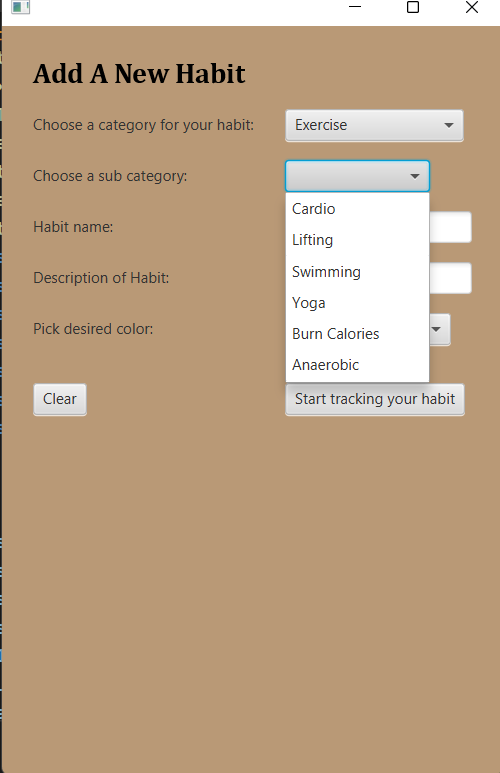 Add A New Habit
Choose a category for your habit: Exercise
Choose a sub category:
Cardio
Lifting
Habit name:
Swimming
Description of Habit:
Yoga
Pick desired color:
Burn Calories
Anaerobic
Clear
Start tracking your habit